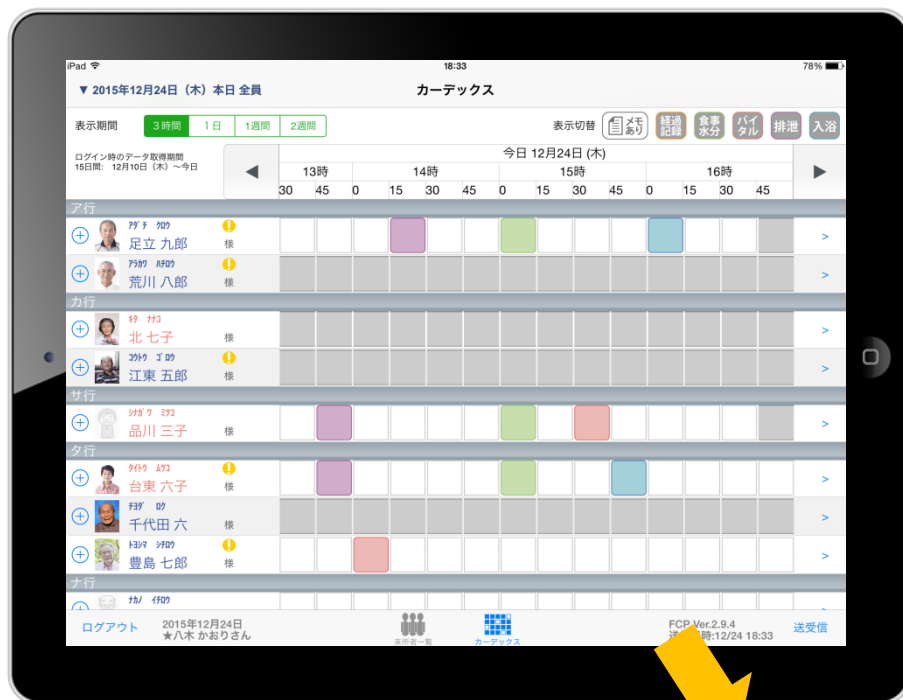 iPad 18:33 78%
▼ 2015年12月24日（木）本日 全員 カーデックス
表示期間 3時間 1日 1週間 2週間 表示切替 メモあり 経過記録 食事水分 バイタル 排泄 入浴
ログイン時のデータ取得期間
15日間: 12月10日（木）～今日
今日 12月24日 (木)
13時 14時 15時 16時
30 45 0 15 30 45 0 15 30 45 0 15 30 45
ア行
ｱﾀﾞﾁ ｸﾛｳ
足立 九郎 様
ｱﾗｶﾜ ﾊﾁﾛｳ
荒川 八郎 様
カ行
ｷﾀ ﾅﾅｺ
北 七子 様
ｺｳﾄｳ ｺﾞﾛｳ
江東 五郎 様
サ行
ｼﾅｶﾞﾜ ﾐﾂｺ
品川 三子 様
タ行
ﾀｲﾄｳ ﾑﾂｺ
台東 六子 様
ﾁﾖﾀﾞ ﾛｸ
千代田 六 様
ﾄﾖｼﾏ ｼﾁﾛｳ
豊島 七郎 様
ナ行
ﾅｶﾉ ｲﾁﾛｳ
ログアウト 2015年12月24日
★八木 かおりさん
来所者一覧 カーデックス
FCP Ver.2.9.4
時:12/24 18:33 送受信